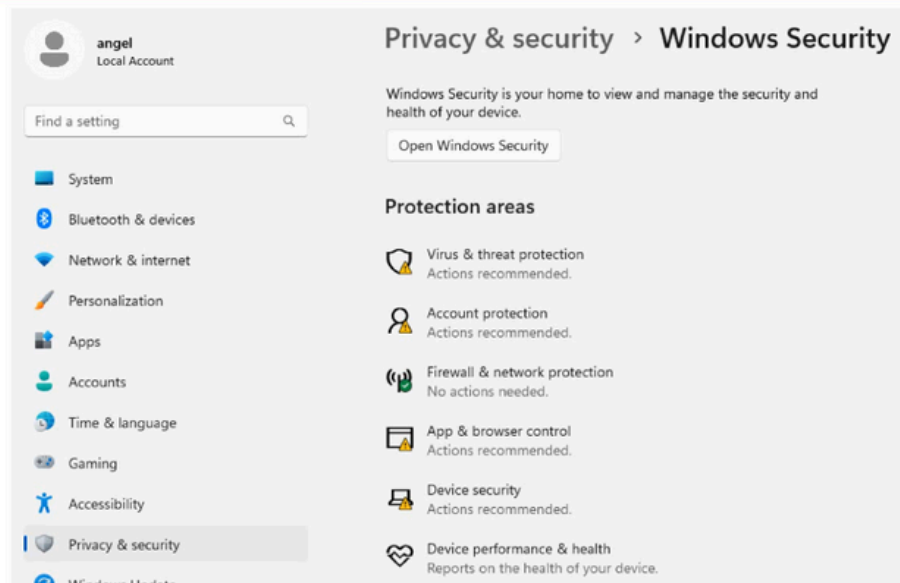 angel
Local Account
Find a setting
System
Bluetooth & devices
Network & internet
Personalization
Apps
Accounts
Time & language
Gaming
Accessibility
Privacy & security
Windows Update
Privacy & security > Windows Security
Windows Security is your home to view and manage the security and
health of your device.
Open Windows Security
Protection areas
Virus & threat protection
Actions recommended.
Account protection
Actions recommended.
Firewall & network protection
No actions needed.
App & browser control
Actions recommended.
Device security
Actions recommended.
Device performance & health
Reports on the health of your device.